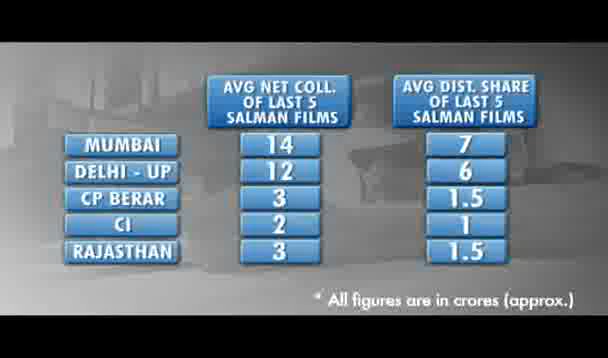 AVG NET COLL.
OF LAST 5
SALMAN FILMS
AVG DIST. SHARE
OF LAST 5
SALMAN FILMS
MUMBAI 14 7
DELHI - UP 12 6
CP BERAR 3 1.5
CI 2 1
RAJASTHAN 3 1.5
* All figures are in crores (approx.)